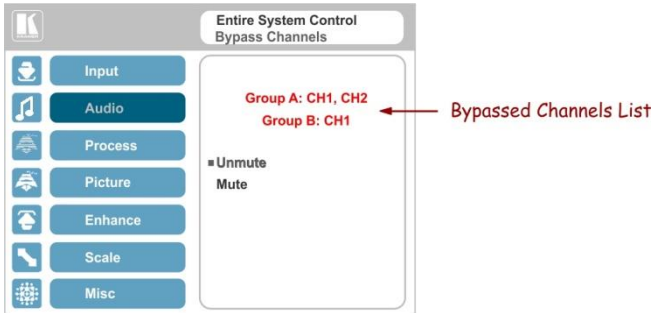 Entire System Control
Bypass Channels
Input
Audio
Process
Picture
Enhance
Scale
Misc
Group A: CH1, CH2
Group B: CH1
Unmute
Mute
Bypassed Channels List